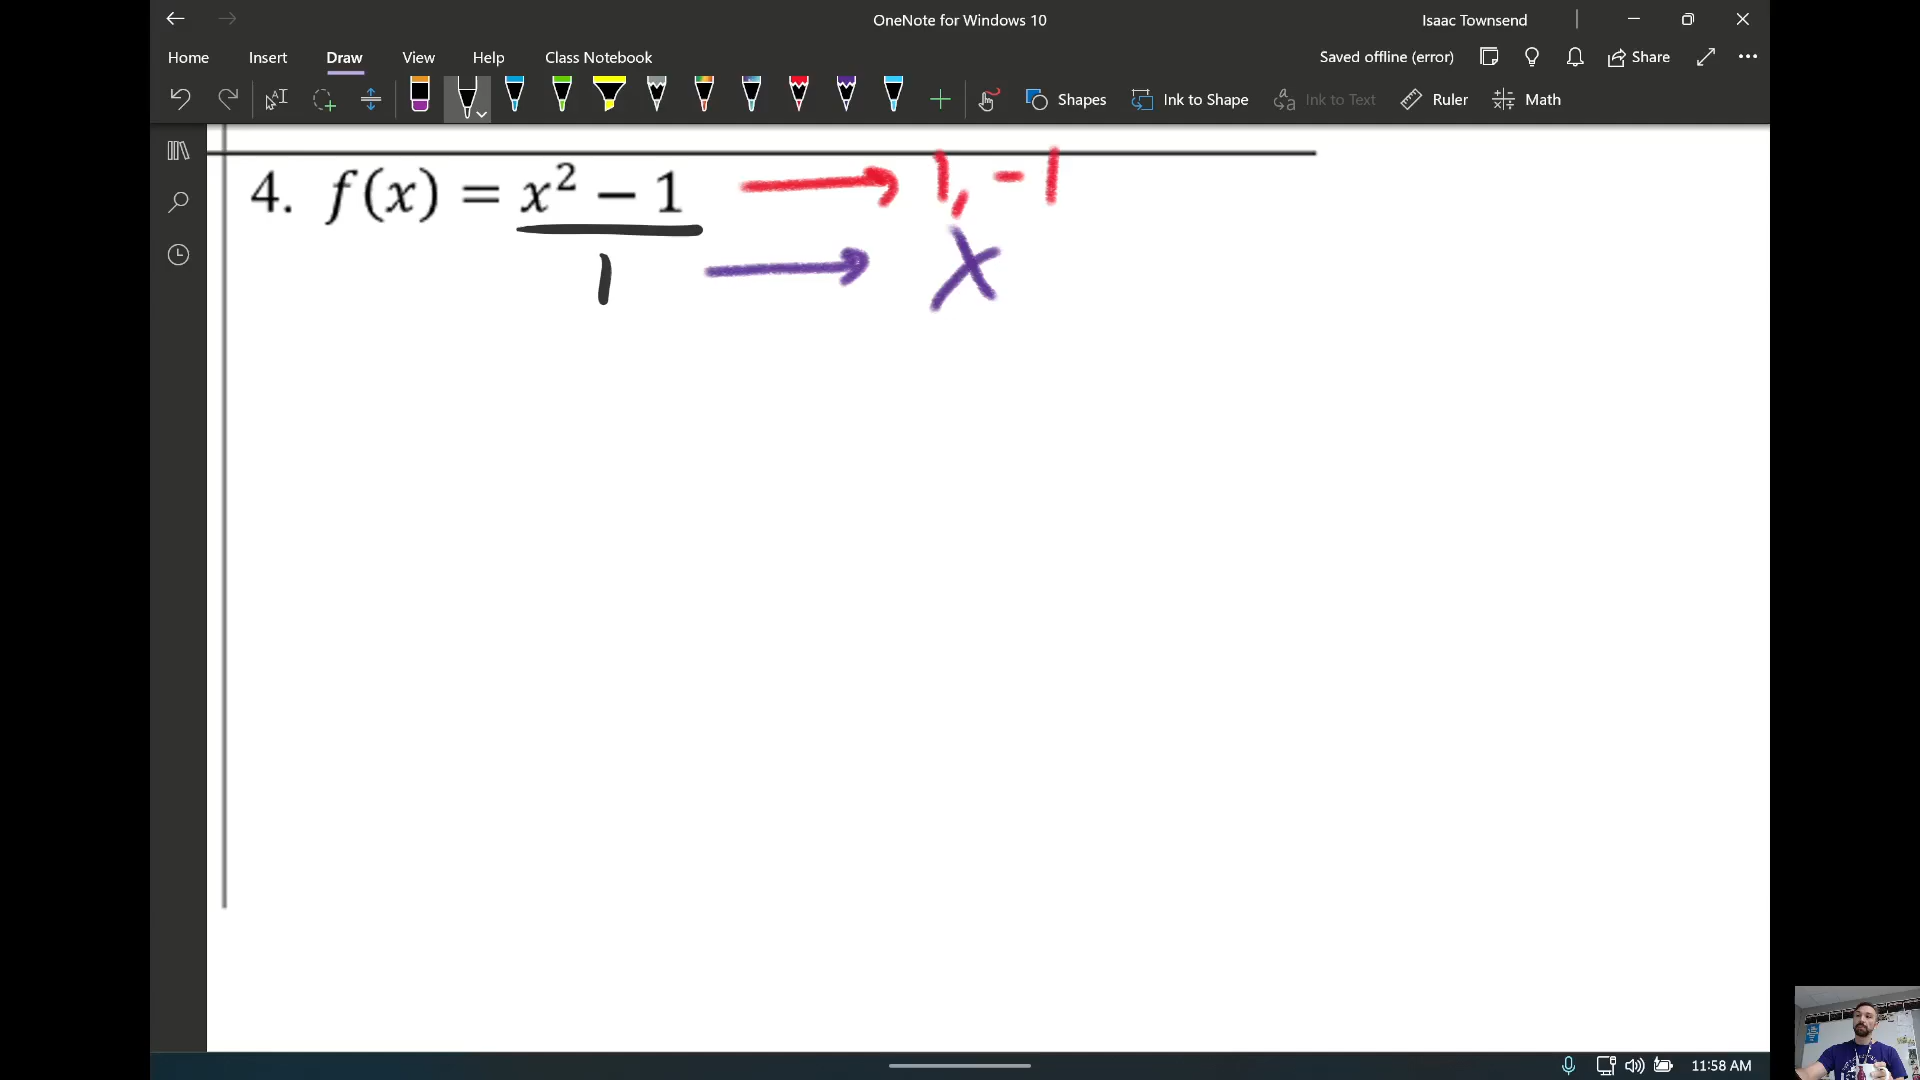 OneNote for Windows 10
Isaac Townsend
Home Insert Draw View Help Class Notebook
Saved offline (error) Share
Shapes Ink to Shape Ink to Text Ruler Math
4. f(x) = x² − 1 → 1, -1
1 → X
11:58 AM